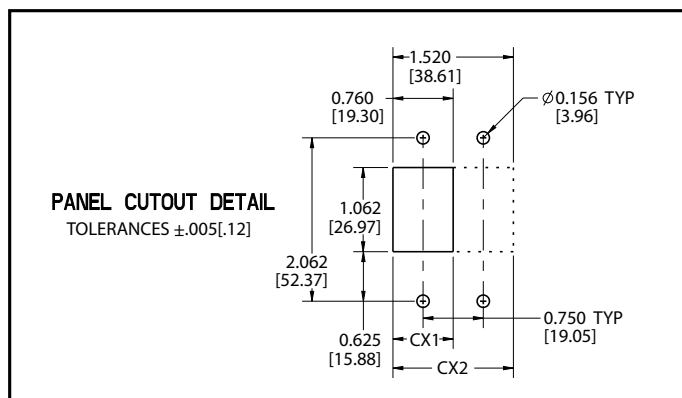 1.520
[38.61]
0.760
[19.30]
Ø0.156 TYP
[3.96]
PANEL CUTOUT DETAIL
TOLERANCES ±.005[.12]
1.062
[26.97]
2.062
[52.37]
0.750 TYP
[19.05]
0.625
[15.88]
CX1
CX2